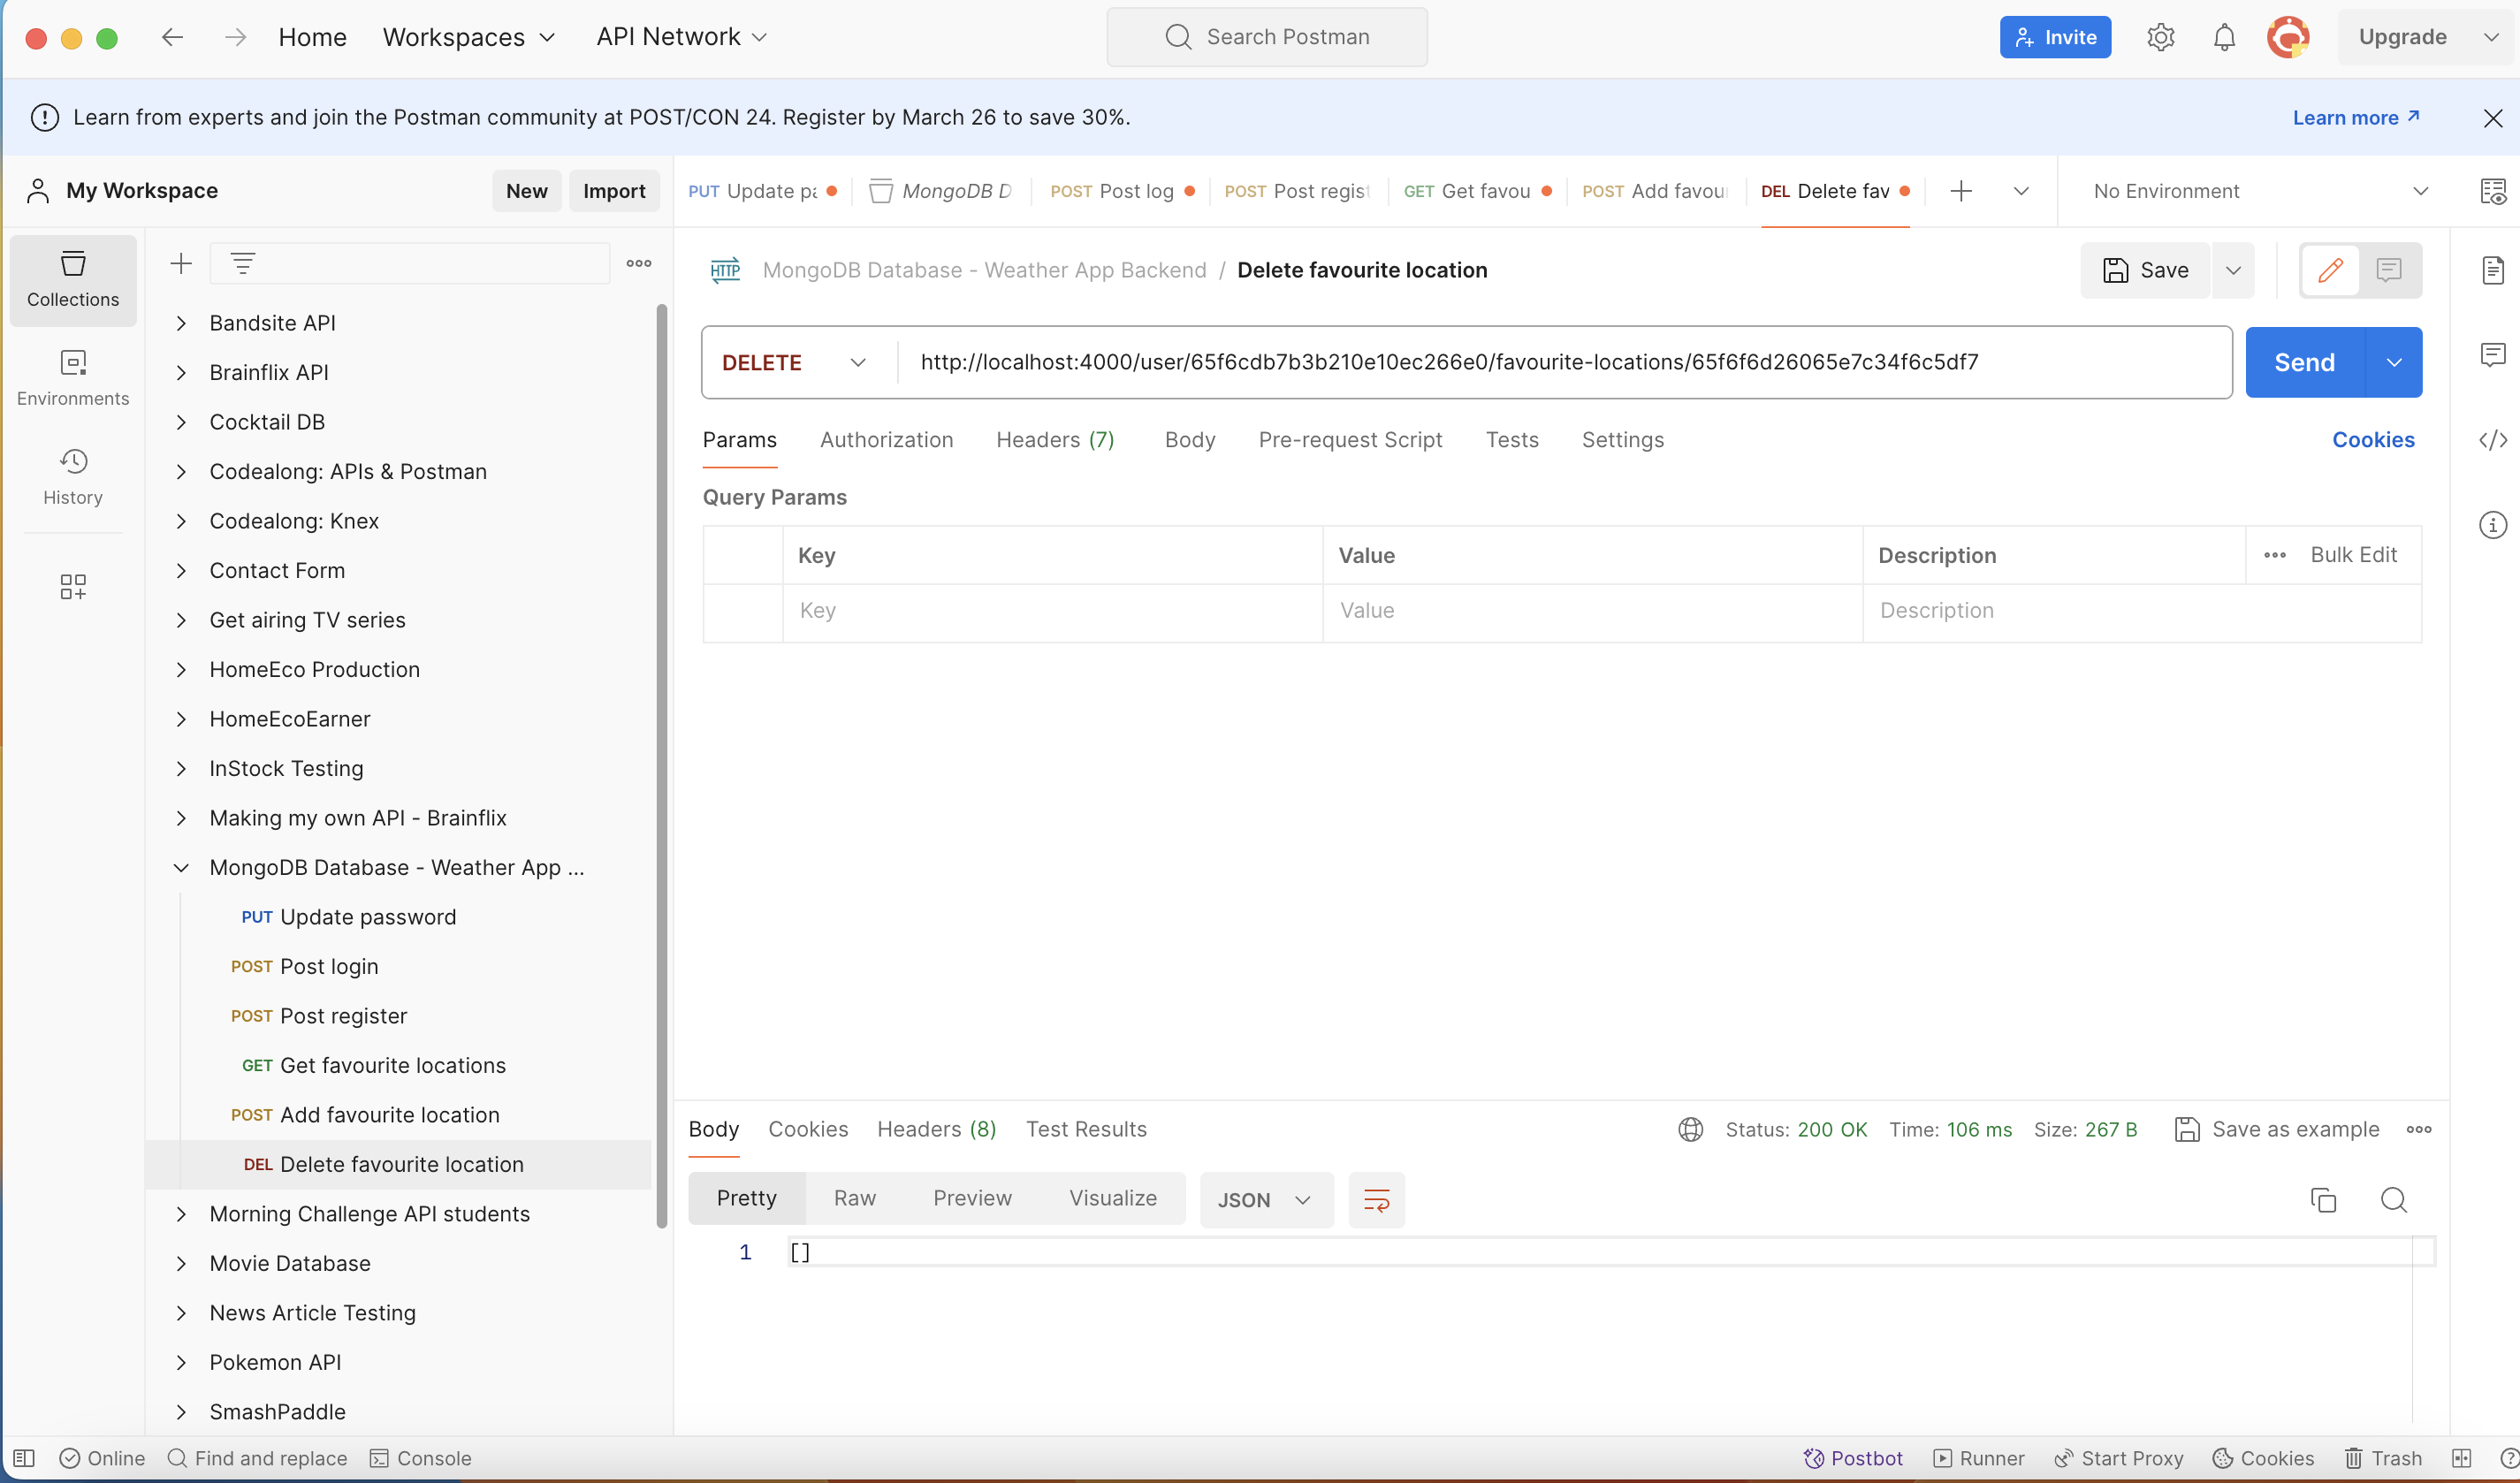 Home Workspaces API Network Search Postman Invite Upgrade
Learn from experts and join the Postman community at POST/CON 24. Register by March 26 to save 30%. Learn more
My Workspace New Import
PUT Update pa MongoDB D POST Post log POST Post regist GET Get favou POST Add favour DEL Delete fav No Environment
Collections
Environments
History
Bandsite API
Brainflix API
Cocktail DB
Codealong: APIs & Postman
Codealong: Knex
Contact Form
Get airing TV series
HomeEco Production
HomeEcoEarner
InStock Testing
Making my own API - Brainflix
MongoDB Database - Weather App ...
PUT Update password
POST Post login
POST Post register
GET Get favourite locations
POST Add favourite location
DEL Delete favourite location
Morning Challenge API students
Movie Database
News Article Testing
Pokemon API
SmashPaddle
HTTP MongoDB Database - Weather App Backend / Delete favourite location Save
DELETE http://localhost:4000/user/65f6cdb7b3b210e10ec266e0/favourite-locations/65f6f6d26065e7c34f6c5df7 Send
Params Authorization Headers (7) Body Pre-request Script Tests Settings Cookies
Query Params
Key Value Description Bulk Edit
Key Value Description
Body Cookies Headers (8) Test Results Status: 200 OK Time: 106 ms Size: 267 B Save as example
Pretty Raw Preview Visualize JSON
1 []
Online Find and replace Console Postbot Runner Start Proxy Cookies Trash